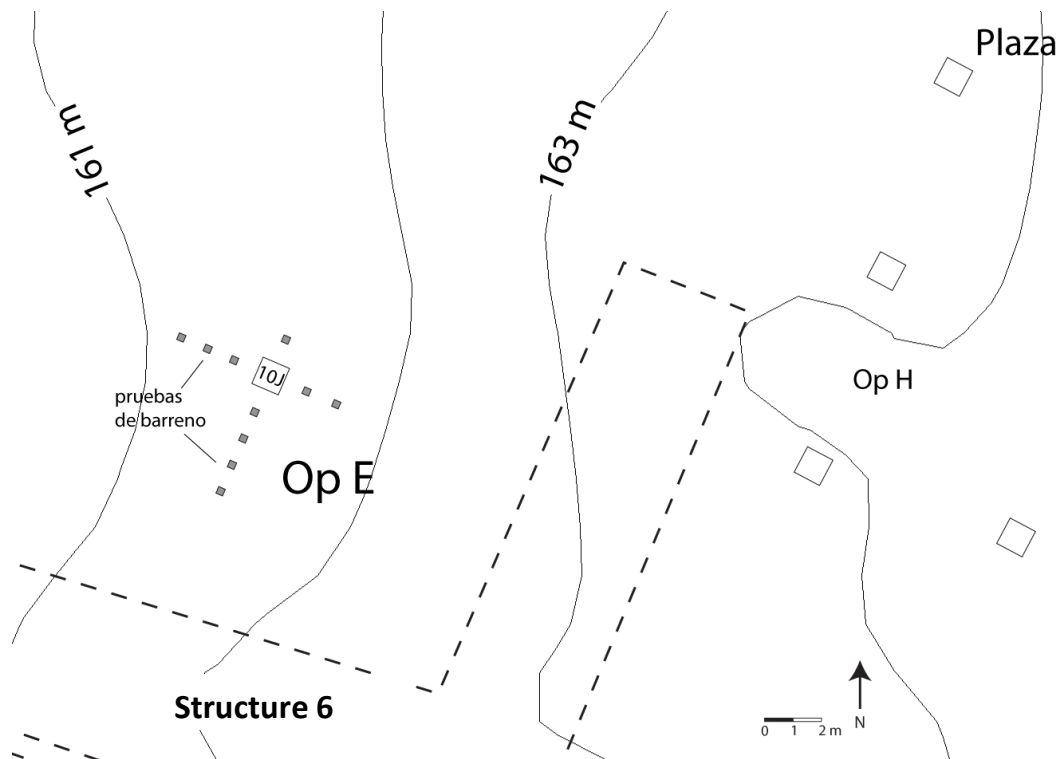 Plaza
161 m
163 m
10J
pruebas
de barreno
Op H
Op E
Structure 6
N
0 1 2 m